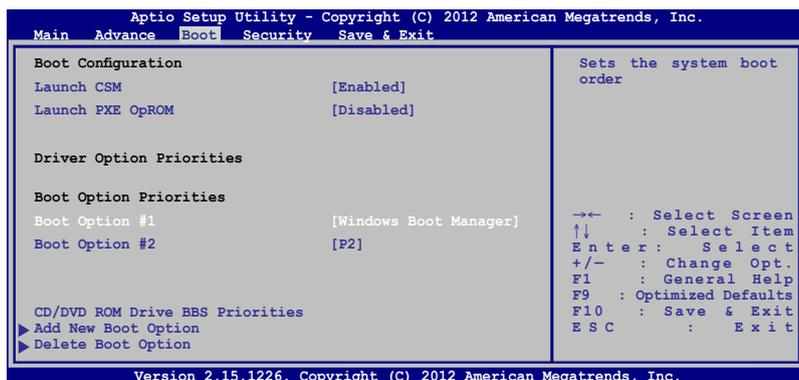 Aptio Setup Utility - Copyright (C) 2012 American Megatrends, Inc.
Main Advance Boot Security Save & Exit
Boot Configuration
Launch CSM [Enabled]
Launch PXE OpROM [Disabled]
Driver Option Priorities
Boot Option Priorities
Boot Option #1 [Windows Boot Manager]
Boot Option #2 [P2]
CD/DVD ROM Drive BBS Priorities
Add New Boot Option
Delete Boot Option
Sets the system boot
order
→← : Select Screen
↑↓ : Select Item
Enter: Select
+/— : Change Opt.
F1 : General Help
F9 : Optimized Defaults
F10 : Save & Exit
ESC : Exit
Version 2.15.1226. Copyright (C) 2012 American Megatrends, Inc.